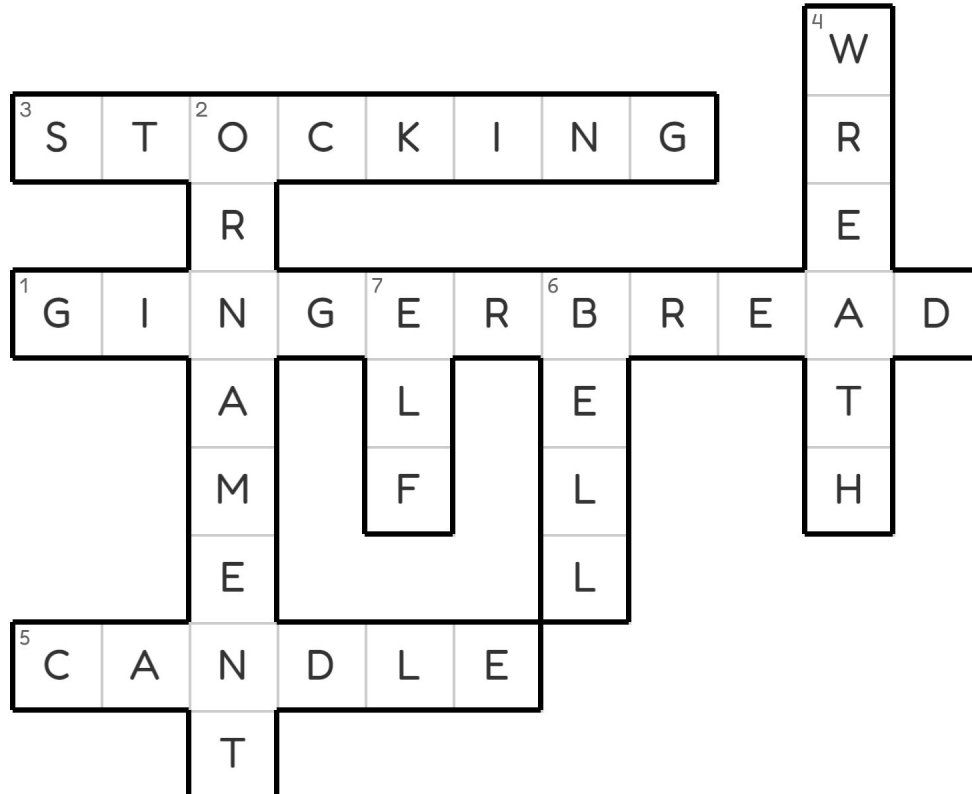 4 W
3 S T 2 O C K I N G R
R E
1 G I N G 7 E R 6 B R E A D
A L E T
M F L H
E L
5 C A N D L E
T